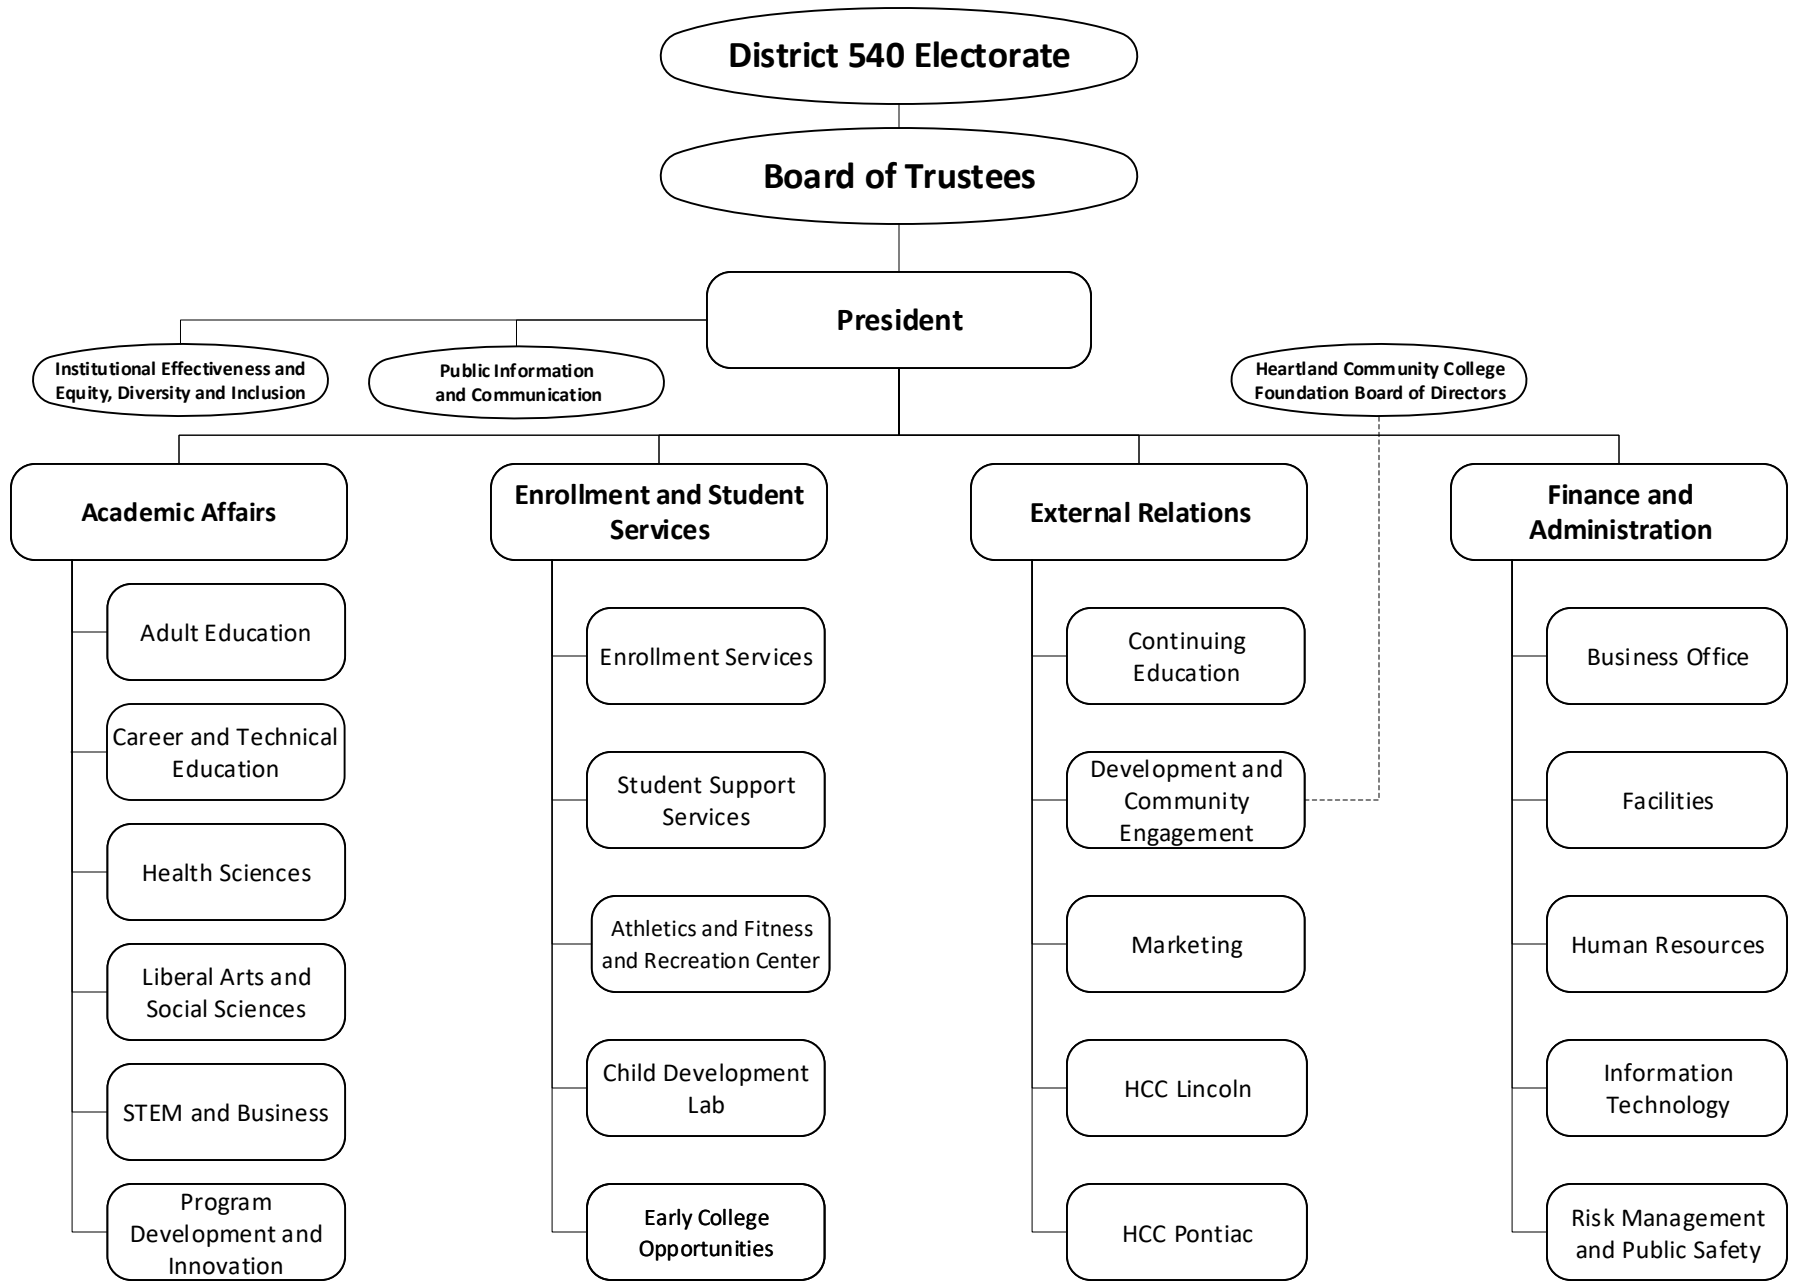 District 540 Electorate
Board of Trustees
President
Institutional Effectiveness and
Equity, Diversity and Inclusion
Public Information
and Communication
Heartland Community College
Foundation Board of Directors
Academic Affairs
Adult Education
Career and Technical
Education
Health Sciences
Liberal Arts and
Social Sciences
STEM and Business
Program
Development and
Innovation
Enrollment and Student
Services
Enrollment Services
Student Support
Services
Athletics and Fitness
and Recreation Center
Child Development
Lab
Early College
Opportunities
External Relations
Continuing
Education
Development and
Community
Engagement
Marketing
HCC Lincoln
HCC Pontiac
Finance and
Administration
Business Office
Facilities
Human Resources
Information
Technology
Risk Management
and Public Safety